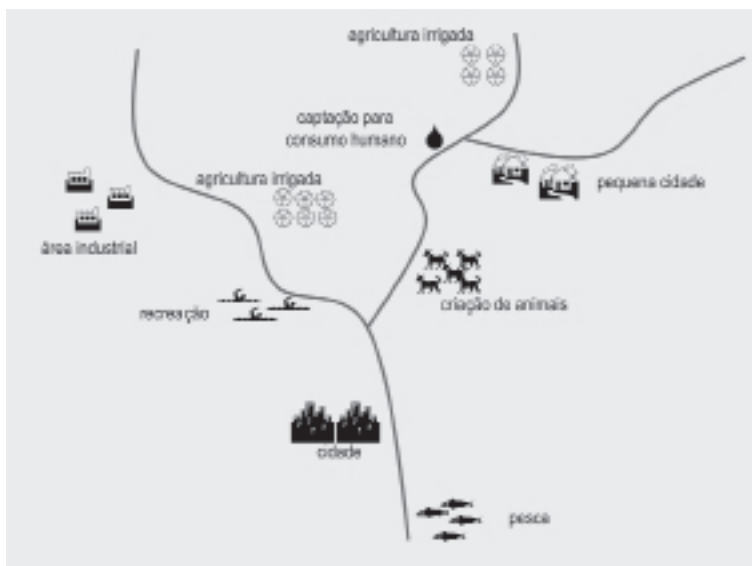 agricultura irrigada
captação para
consumo humano
agricultura irrigada
pequena cidade
área industrial
recreação
criação de animais
cidade
pesca